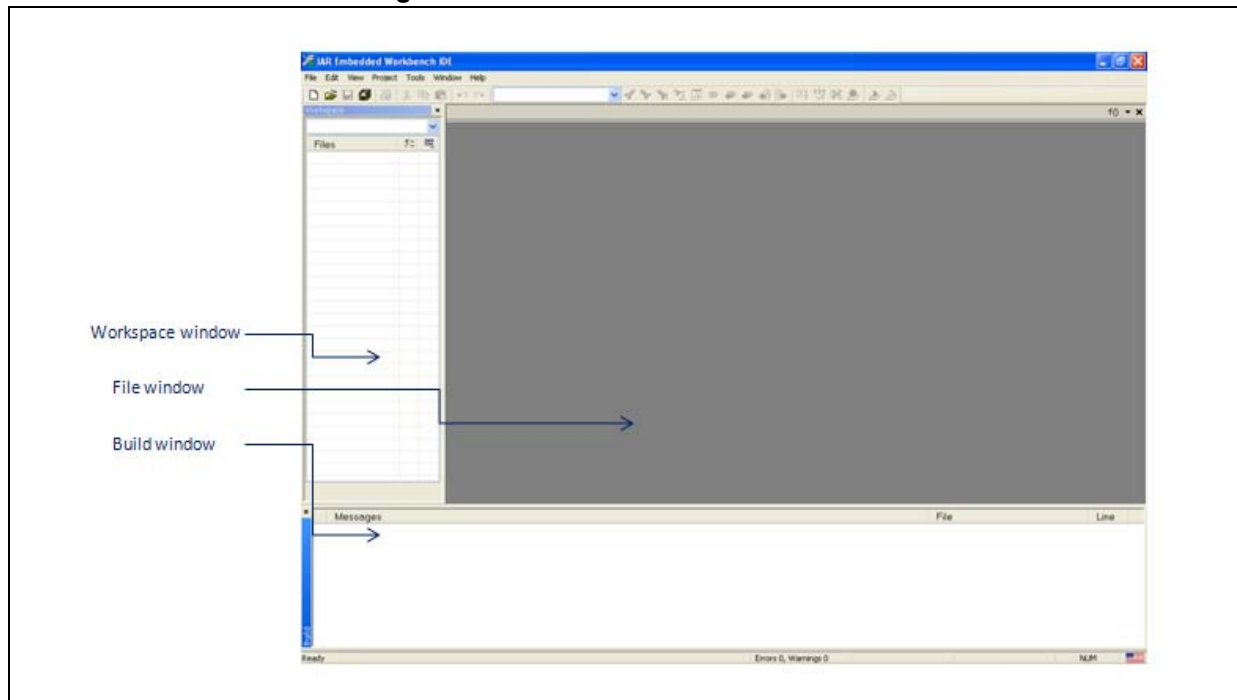 IAR Embedded Workbench IDE
File Edit View Project Tools Window Help
Workspace
f()
Files
Workspace window
File window
Build window
Messages File Line
Build
Ready Errors 0, Warnings 0 NUM